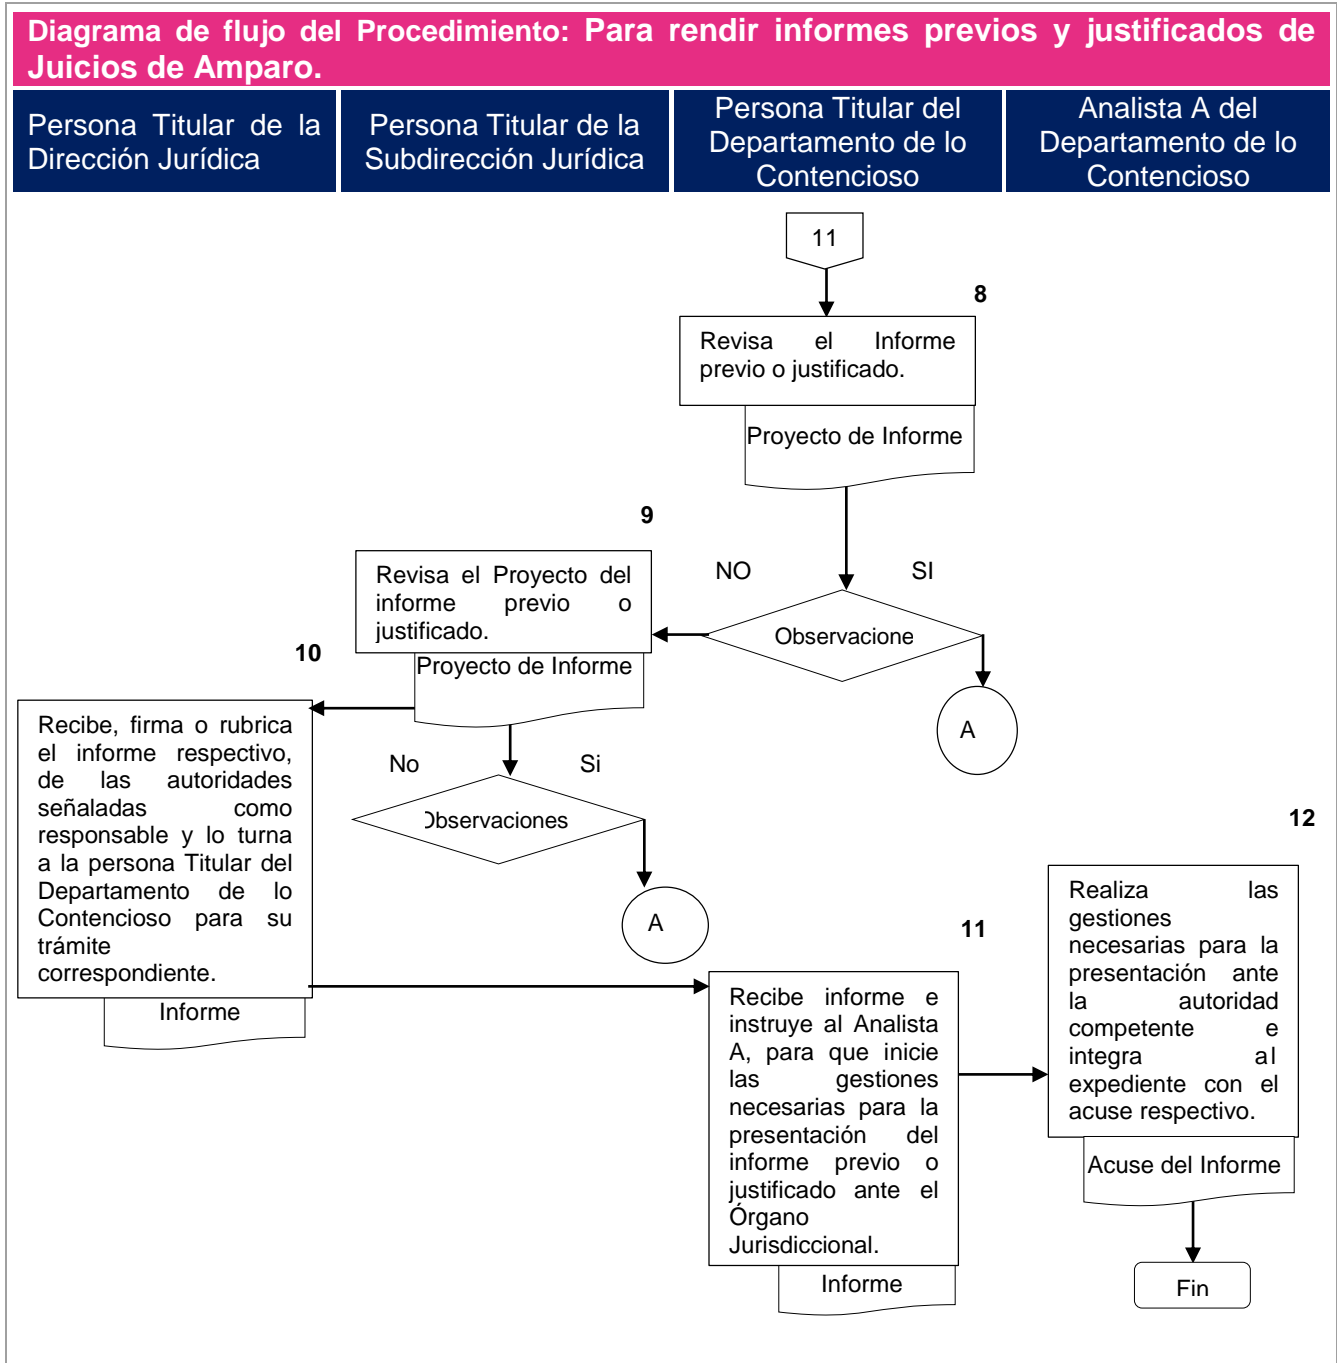 Diagrama de flujo del Procedimiento: Para rendir informes previos y justificados de
Juicios de Amparo.
Persona Titular de la
Dirección Jurídica
Persona Titular de la
Subdirección Jurídica
Persona Titular del
Departamento de lo
Contencioso
Analista A del
Departamento de lo
Contencioso
11
8
Revisa el Informe
previo o justificado.
Proyecto de Informe
9
NO
SI
Revisa el Proyecto del
informe previo o
justificado.
Observacione
Proyecto de Informe
10
A
Recibe, firma o rubrica
el informe respectivo,
de las autoridades
señaladas como
responsable y lo turna
a la persona Titular del
Departamento de lo
Contencioso para su
trámite
correspondiente.
Informe
No
Si
Observaciones
A
12
11
Recibe informe e
instruye al Analista
A, para que inicie
las gestiones
necesarias para la
presentación del
informe previo o
justificado ante el
Órgano
Jurisdiccional.
Informe
Realiza las
gestiones
necesarias para la
presentación ante
la autoridad
competente e
integra al
expediente con el
acuse respectivo.
Acuse del Informe
Fin